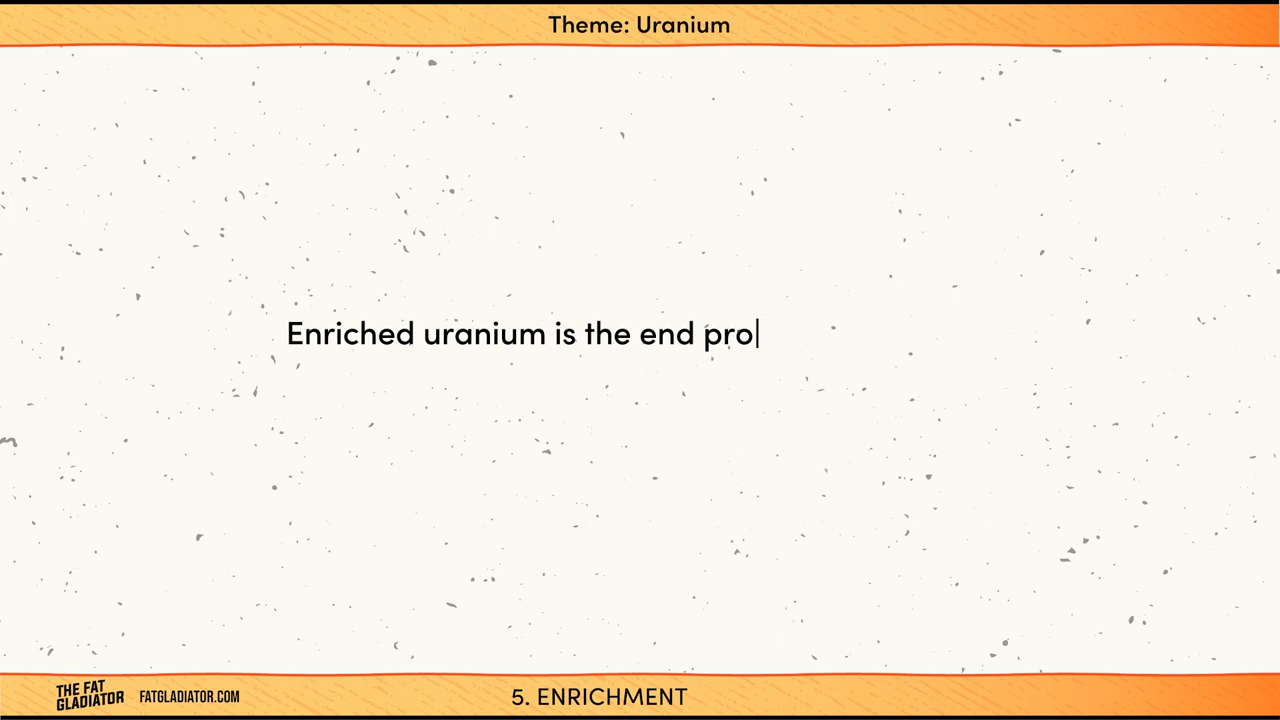 Theme: Uranium
Enriched uranium is the end pro
THE FAT
GLADIATOR
FATGLADIATOR.COM
5. ENRICHMENT